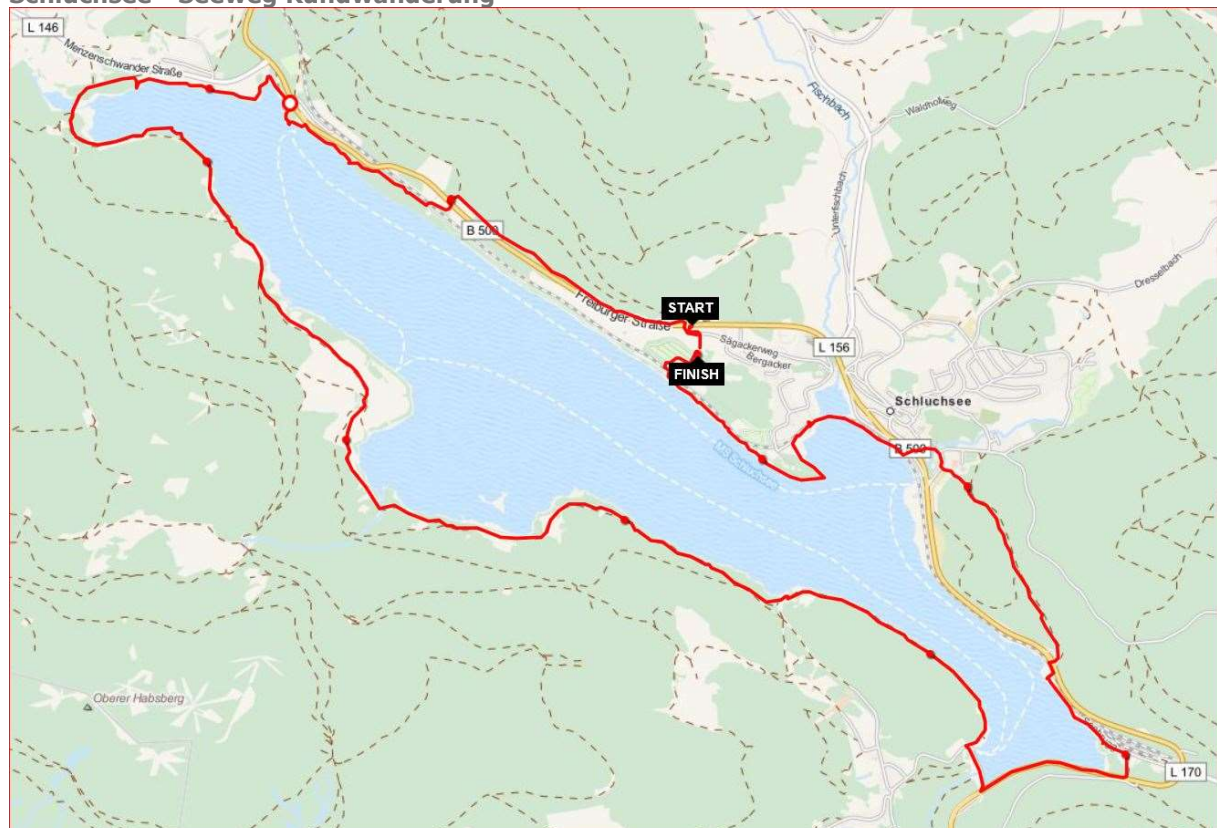 Schluchsee - Seeweg Rundwanderung
L 146
Menzenschwander Straße
Fischbach
Waldhofweg
Unterfischbach
B 500
Dresselbach
START
Freiburger Straße
Sägackerweg
Bergacker
L 156
FINISH
Schluchsee
B 500
MS Schluchsee
Oberer Habsberg
L 170